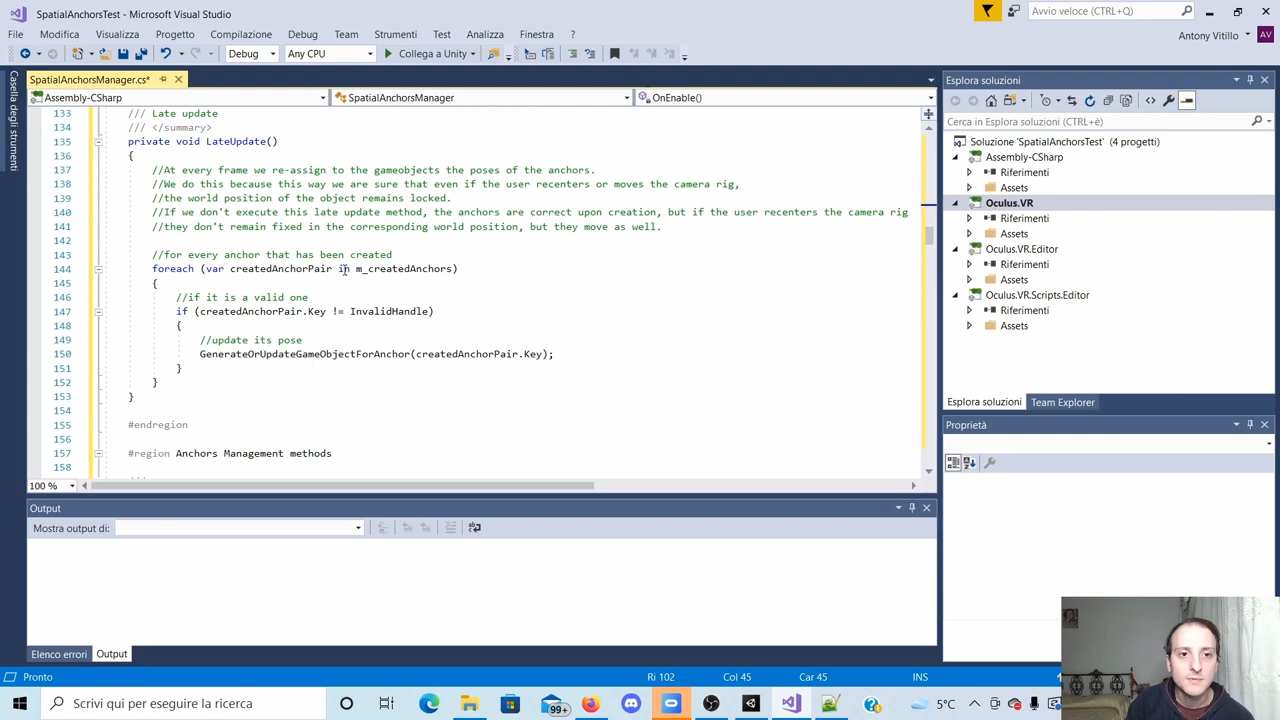 SpatialAnchorsTest - Microsoft Visual Studio
Avvio veloce (CTRL+Q)
File Modifica Visualizza Progetto Compilazione Debug Team Strumenti Test Analizza Finestra ?
Antony Vitillo AV
Debug Any CPU Collega a Unity
Casella degli strumenti
SpatialAnchorsManager.cs*
Assembly-CSharp SpatialAnchorsManager OnEnable()
133 /// Late update
134 /// </summary>
135 private void LateUpdate()
136 {
137 //At every frame we re-assign to the gameobjects the poses of the anchors.
138 //We do this because this way we are sure that even if the user recenters or moves the camera rig,
139 //the world position of the object remains locked.
140 //If we don't execute this late update method, the anchors are correct upon creation, but if the user recenters the camera rig
141 //they don't remain fixed in the corresponding world position, but they move as well.
142
143 //for every anchor that has been created
144 foreach (var createdAnchorPair in m_createdAnchors)
145 {
146 //if it is a valid one
147 if (createdAnchorPair.Key != InvalidHandle)
148 {
149 //update its pose
150 GenerateOrUpdateGameObjectForAnchor(createdAnchorPair.Key);
151 }
152 }
153 }
154
155 #endregion
156
157 #region Anchors Management methods
158
100 %
Output
Mostra output di:
Elenco errori Output
Esplora soluzioni
Cerca in Esplora soluzioni (CTRL+è)
Soluzione 'SpatialAnchorsTest' (4 progetti)
Assembly-CSharp
Riferimenti
Assets
Oculus.VR
Riferimenti
Assets
Oculus.VR.Editor
Riferimenti
Assets
Oculus.VR.Scripts.Editor
Riferimenti
Assets
Esplora soluzioni Team Explorer
Proprietà
Pronto Ri 102 Col 45 Car 45 INS
Scrivi qui per eseguire la ricerca
99+
5°C